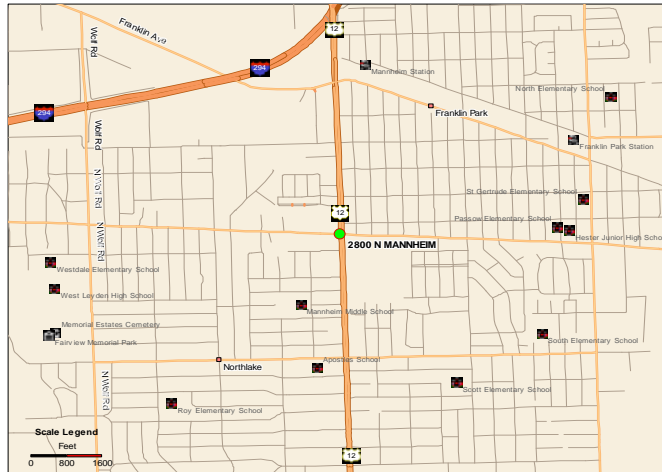 12
Franklin Ave
Wolf Rd
294
Mannheim Station
North Elementary School
294
Franklin Park
Wolf Rd
Franklin Park Station
N Wolf Rd
St Gertrude Elementary School
12
Passow Elementary School
N Wolf Rd
Hester Junior High School
2800 N MANNHEIM
Westdale Elementary School
West Leyden High School
Mannheim Middle School
Memorial Estates Cemetery
Fairview Memorial Park
South Elementary School
Northlake
Apostles School
N Wolf Rd
Scott Elementary School
Roy Elementary School
Scale Legend
Feet
0 800 1600
12